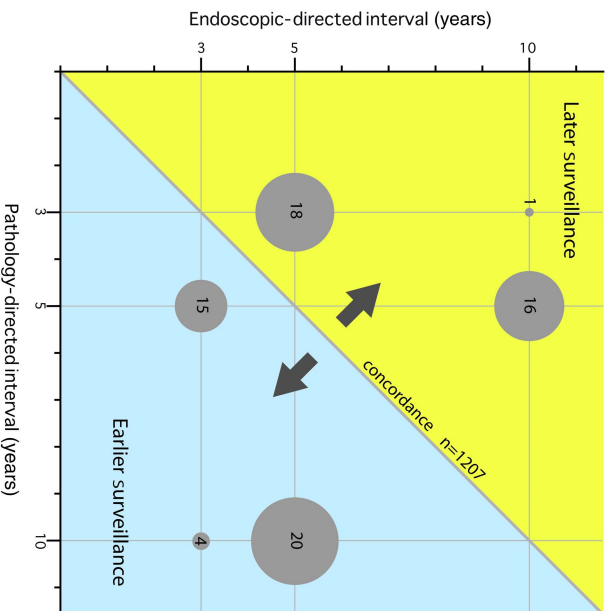 Endoscopic-directed interval (years)
3 5 10
Later surveillance
1
3
18
15
5
16
concordance n=1207
Earlier surveillance
10
4
20
Pathology-directed interval (years)